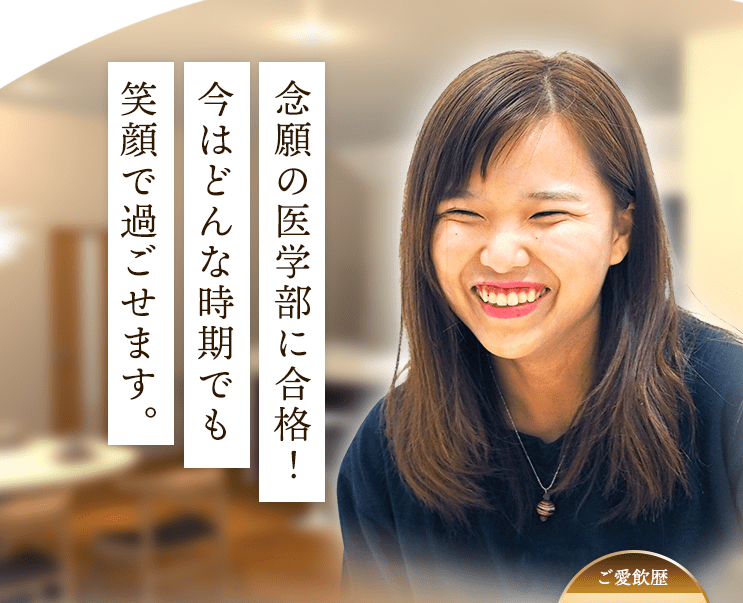 念願の医学部に合格！
今はどんな時期でも
笑顔で過ごせます。
ご愛飲歴